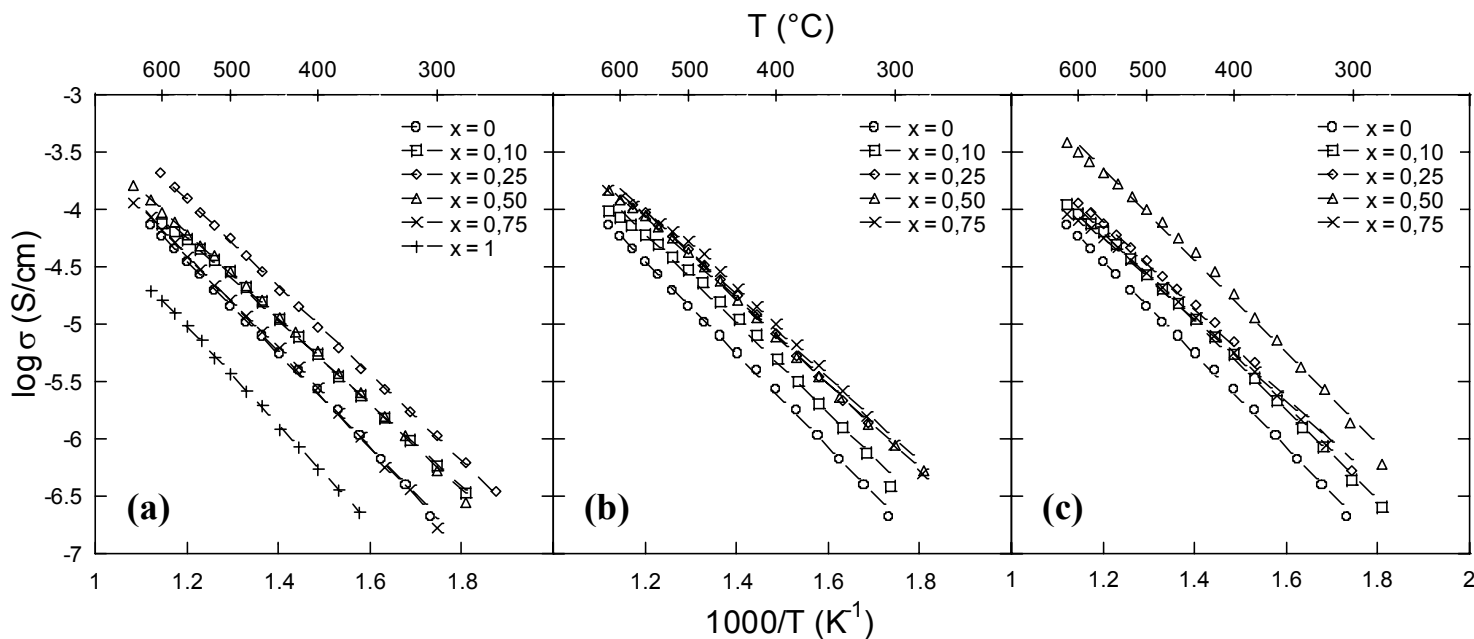 T (°C)
600 500 400 300 600 500 400 300 600 500 400 300
-3
-3.5
-4
-4.5
-5
-5.5
-6
-6.5
-7
log σ (S/cm)
x = 0
x = 0,10
x = 0,25
x = 0,50
x = 0,75
x = 1
(a)
x = 0
x = 0,10
x = 0,25
x = 0,50
x = 0,75
(b)
x = 0
x = 0,10
x = 0,25
x = 0,50
x = 0,75
(c)
1 1.2 1.4 1.6 1.8 1.2 1.4 1.6 1.8 1 1.2 1.4 1.6 1.8 2
1000/T (K-1)